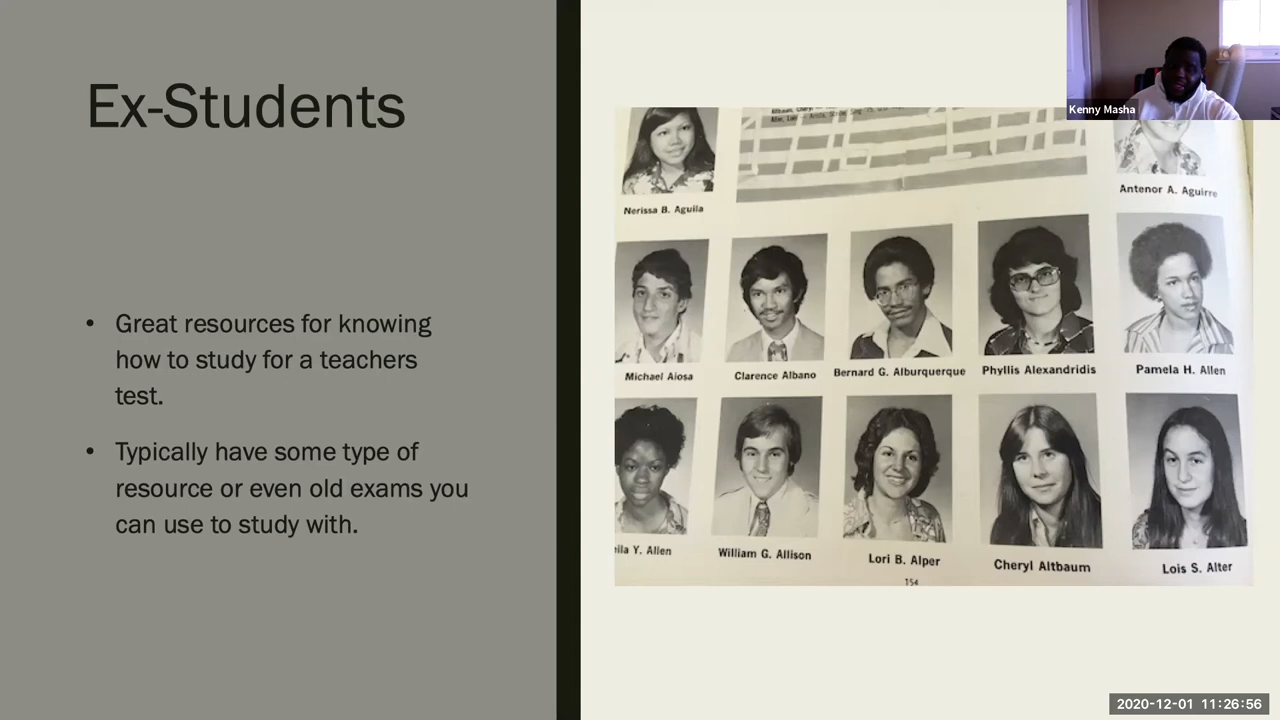 Ex-Students
• Great resources for knowing
how to study for a teachers
test.
• Typically have some type of
resource or even old exams you
can use to study with.
Kenny Masha
Nerissa B. Aguila
Antenor A. Aguirre
Michael Aiosa
Clarence Albano
Bernard G. Alburquerque
Phyllis Alexandridis
Pamela H. Allen
Y. Allen
William G. Allison
Lori B. Alper
Cheryl Altbaum
Lois S. Alter
154
2020-12-01 11:26:56